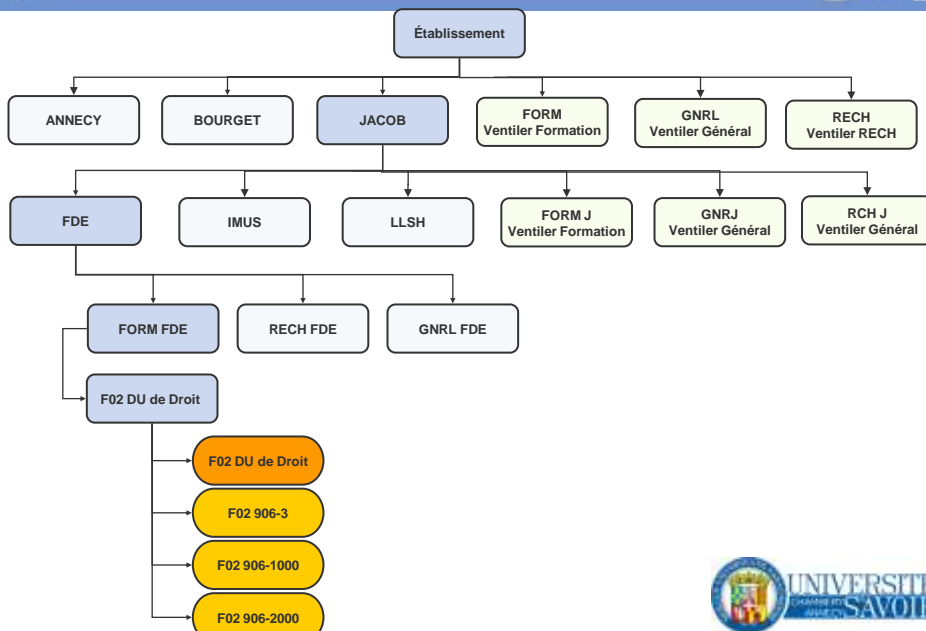 Établissement
ANNECY
BOURGET
JACOB
FORM
Ventiler Formation
GNRL
Ventiler Général
RECH
Ventiler RECH
FDE
IMUS
LLSH
FORM J
Ventiler Formation
GNRJ
Ventiler Général
RCH J
Ventiler Général
FORM FDE
RECH FDE
GNRL FDE
F02 DU de Droit
F02 DU de Droit
F02 906-3
F02 906-1000
F02 906-2000
UNIVERSITE
SAVOIE